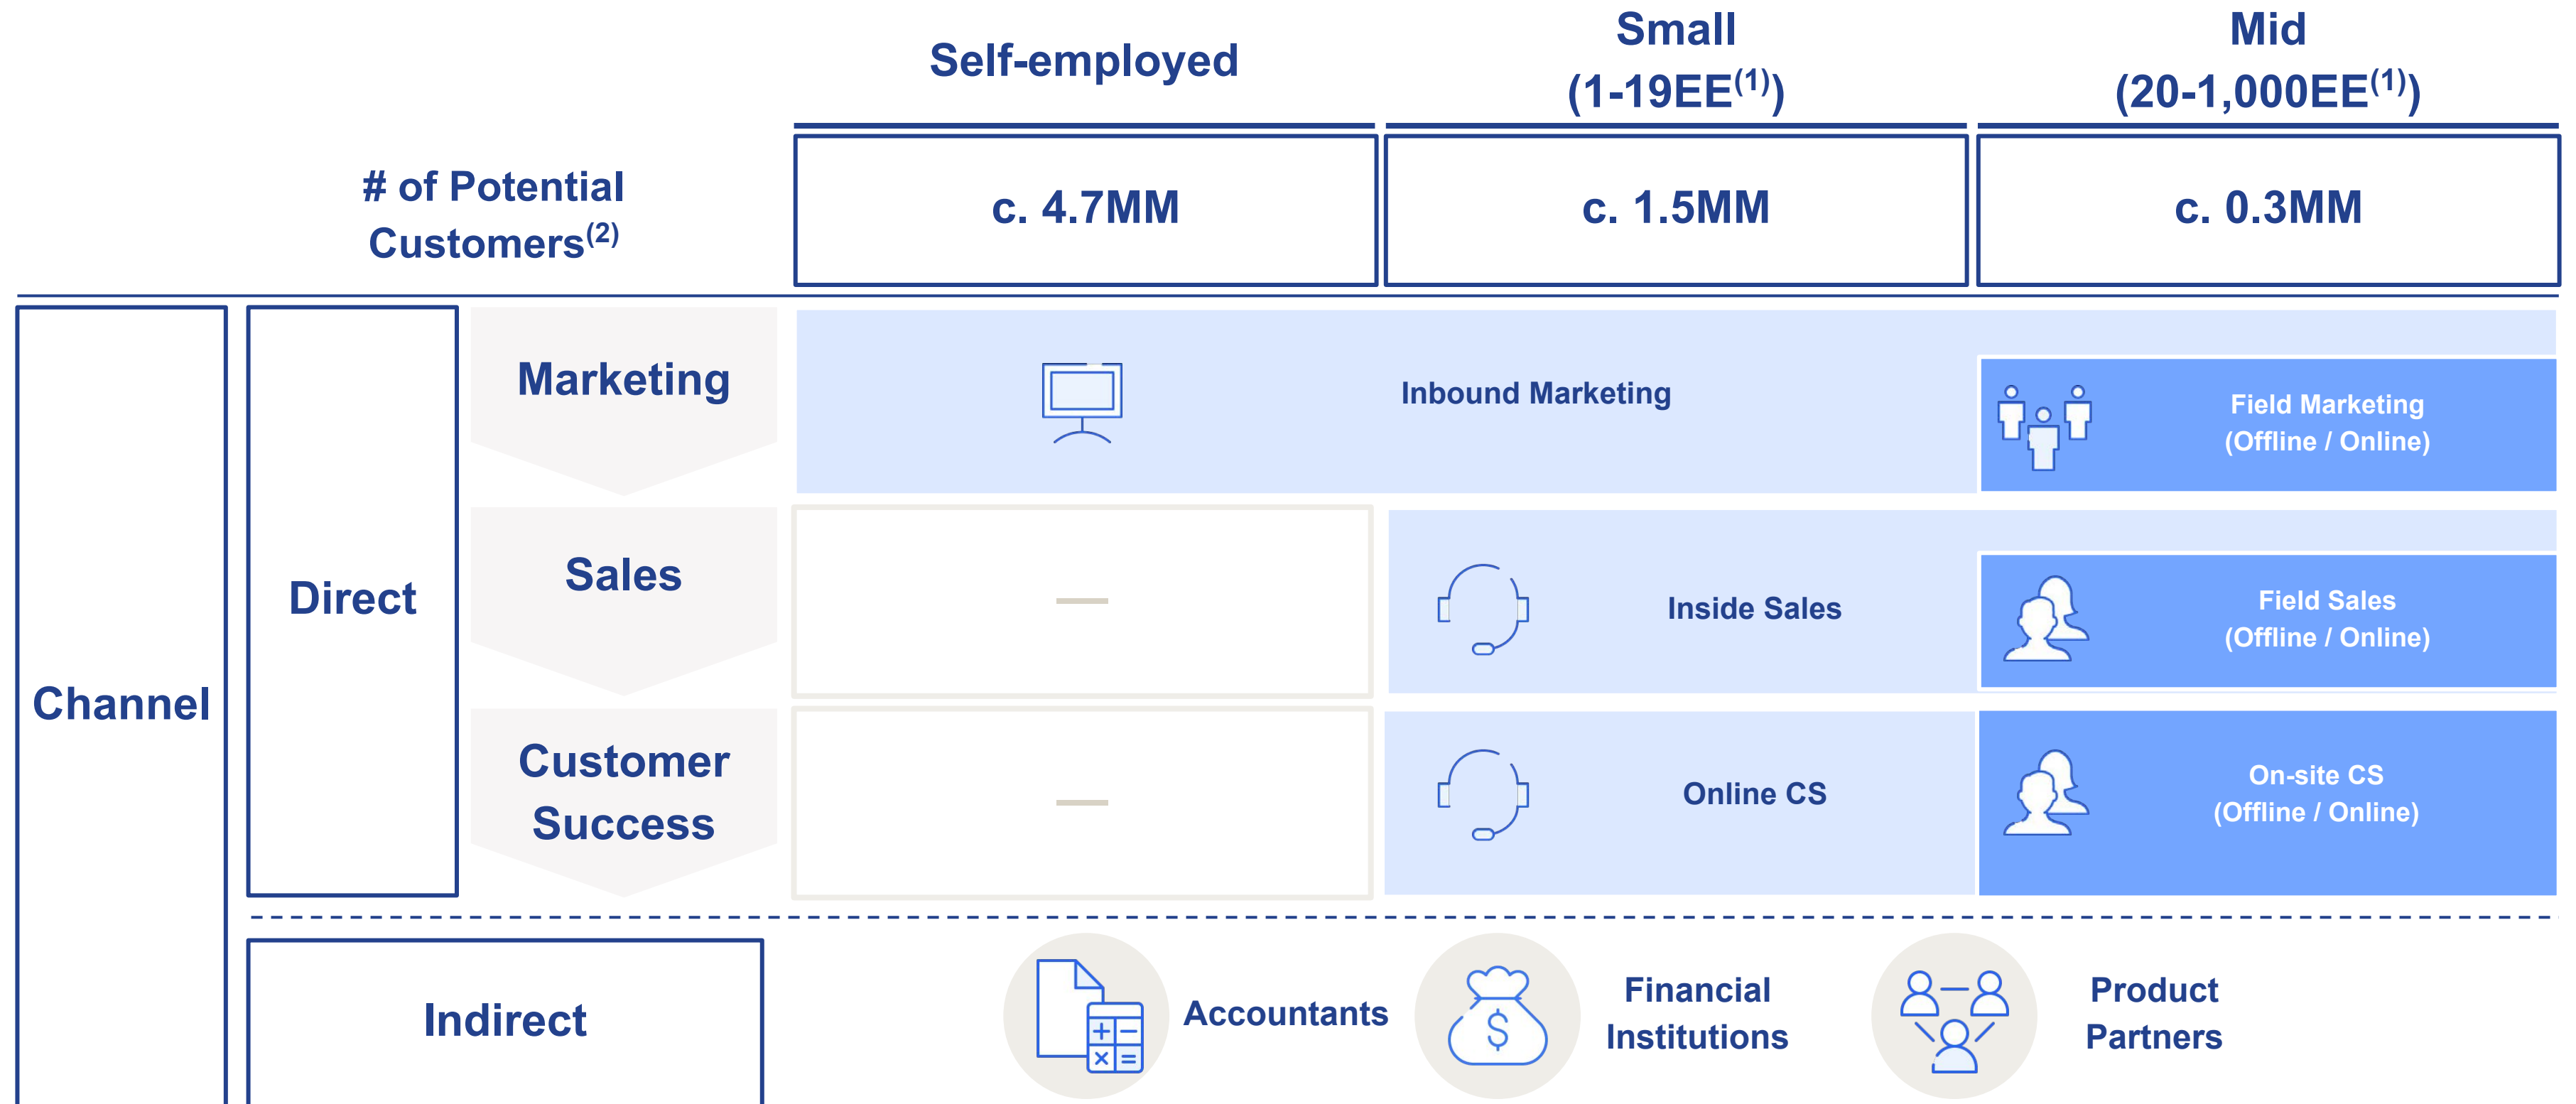 Self-employed
Small
(1-19EE(1))
Mid
(20-1,000EE(1))
# of Potential
Customers(2)
c. 4.7MM
c. 1.5MM
c. 0.3MM
Channel
Direct
Marketing
Inbound Marketing
Field Marketing
(Offline / Online)
Sales
—
Inside Sales
Field Sales
(Offline / Online)
Customer
Success
—
Online CS
On-site CS
(Offline / Online)
Indirect
Accountants
$
Financial
Institutions
Product
Partners